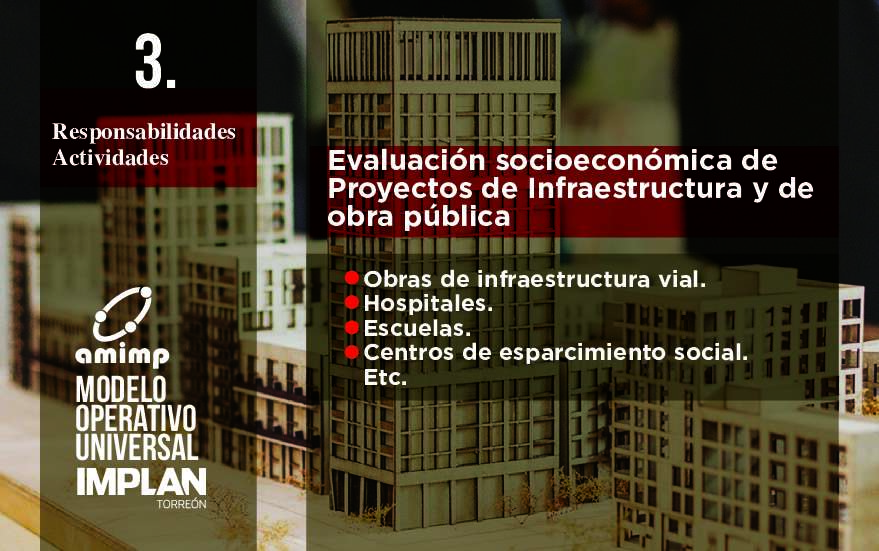 3.
Responsabilidades
Actividades
Evaluación socioeconómica de
Proyectos de Infraestructura y de
obra pública
Obras de infraestructura vial.
Hospitales.
Escuelas.
Centros de esparcimiento social.
Etc.
amimp
MODELO
OPERATIVO
UNIVERSAL
IMPLAN
TORREÓN